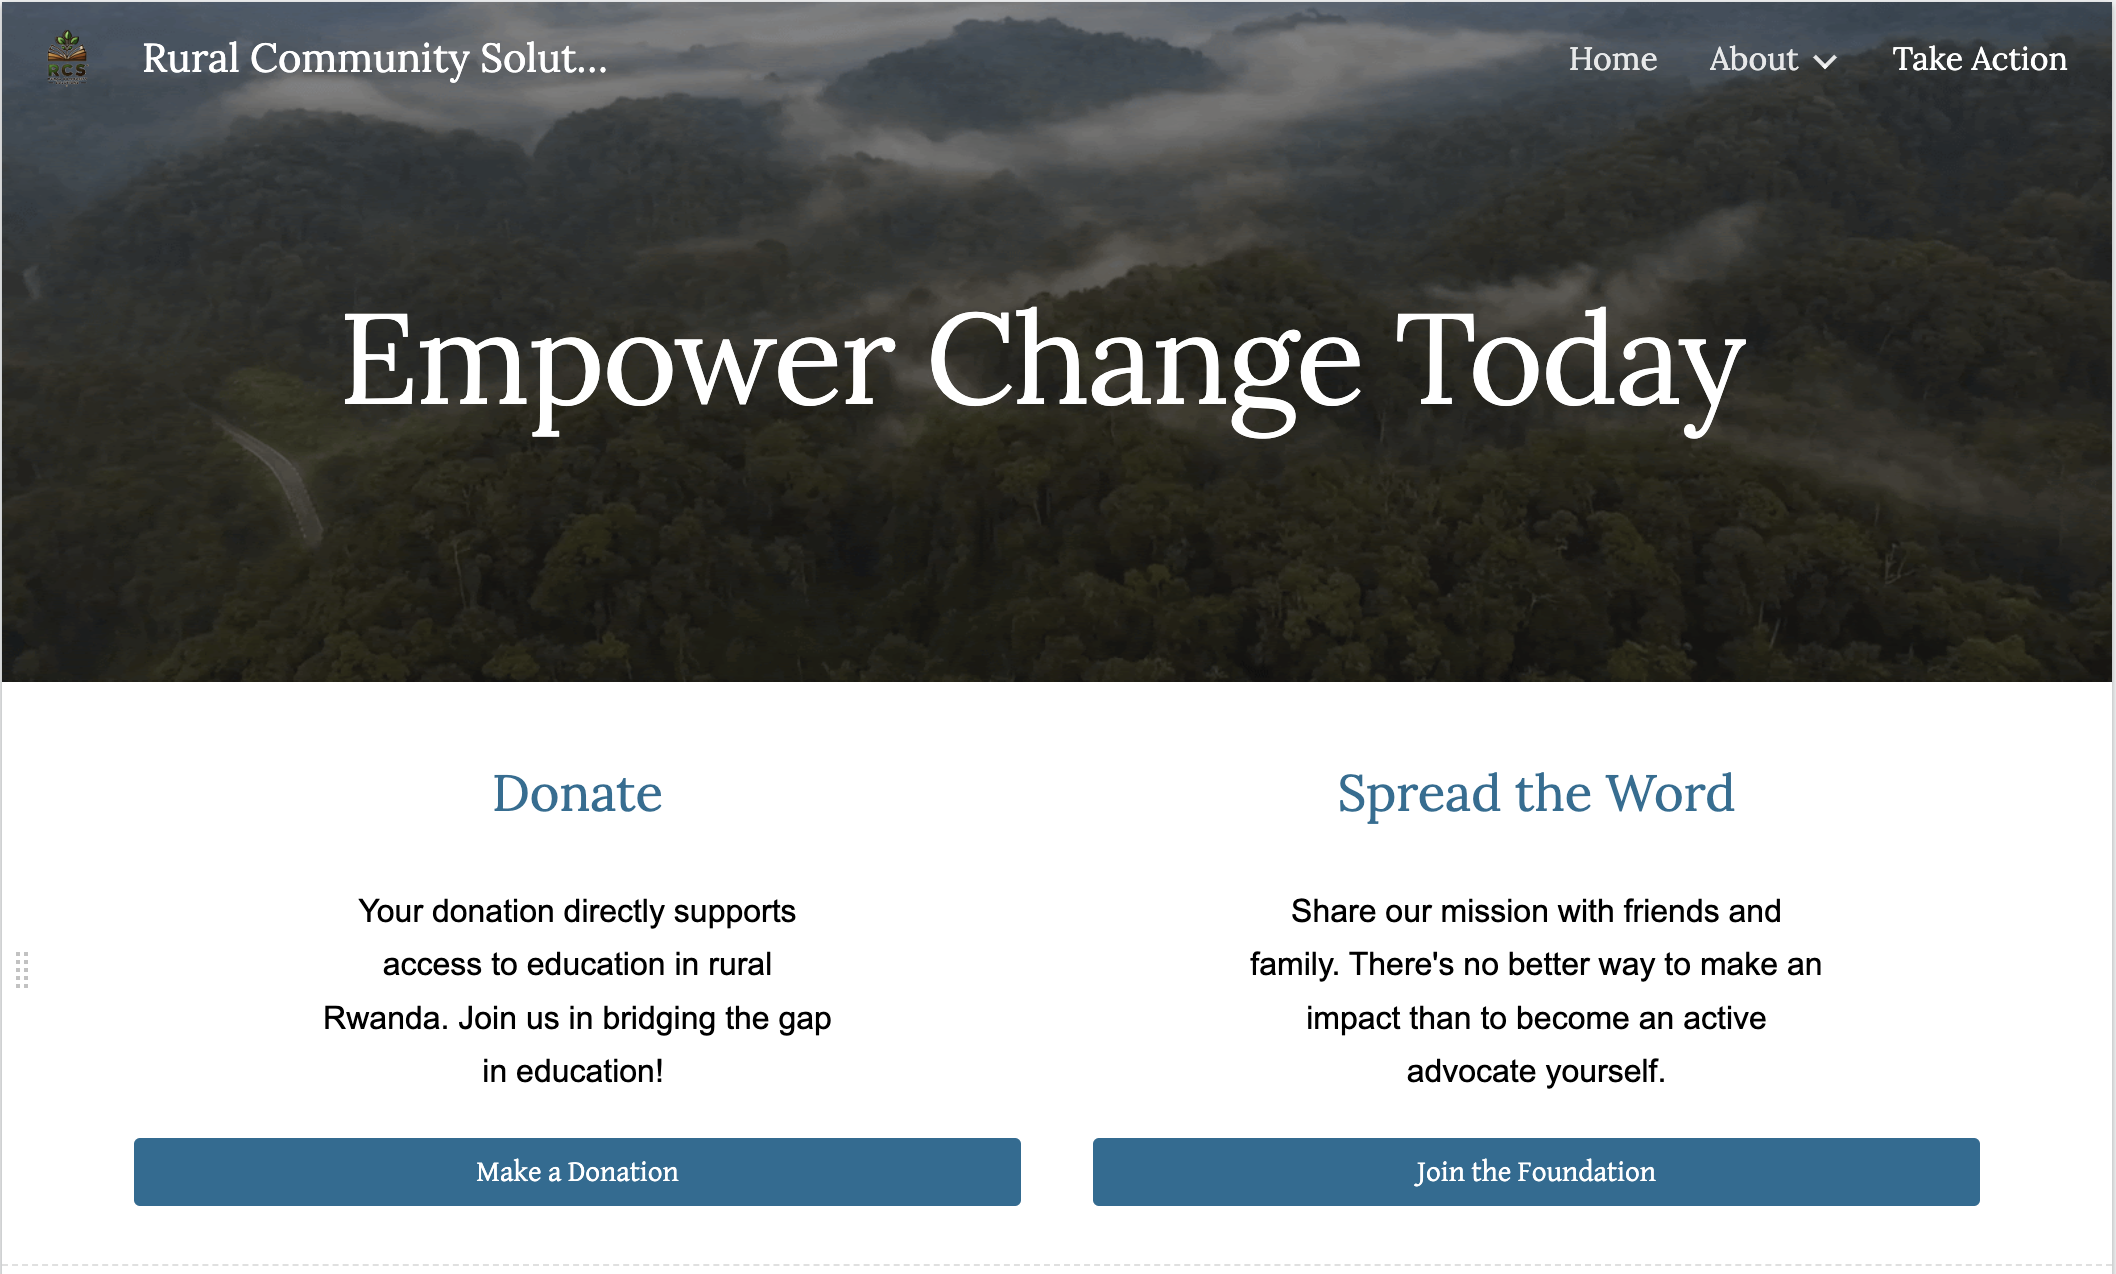 RCS
Rural Community Solut...
Home
About
Take Action
Empower Change Today
Donate
Your donation directly supports
access to education in rural
Rwanda. Join us in bridging the gap
in education!
Make a Donation
Spread the Word
Share our mission with friends and
family. There's no better way to make an
impact than to become an active
advocate yourself.
Join the Foundation